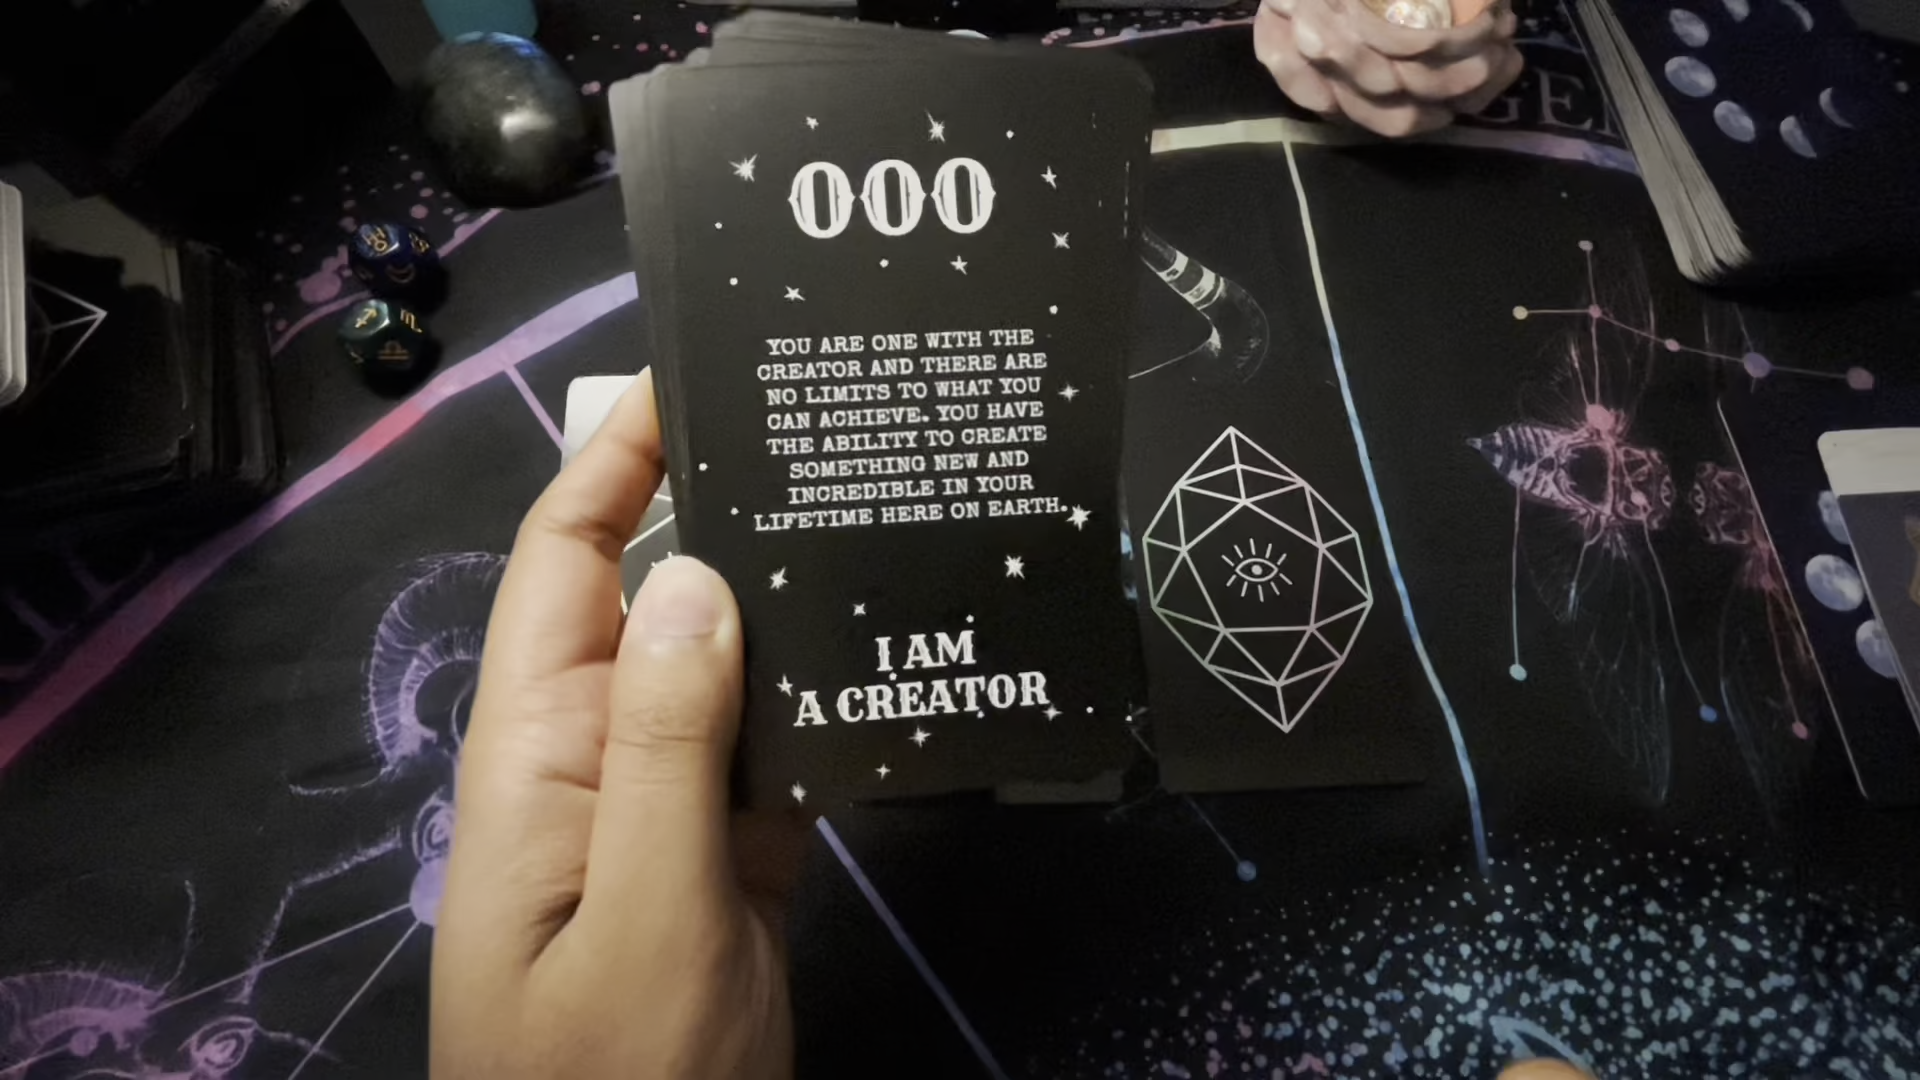 000
YOU ARE ONE WITH THE
CREATOR AND THERE ARE
NO LIMITS TO WHAT YOU
CAN ACHIEVE. YOU HAVE
THE ABILITY TO CREATE
SOMETHING NEW AND
INCREDIBLE IN YOUR
LIFETIME HERE ON EARTH.
I AM
A CREATOR